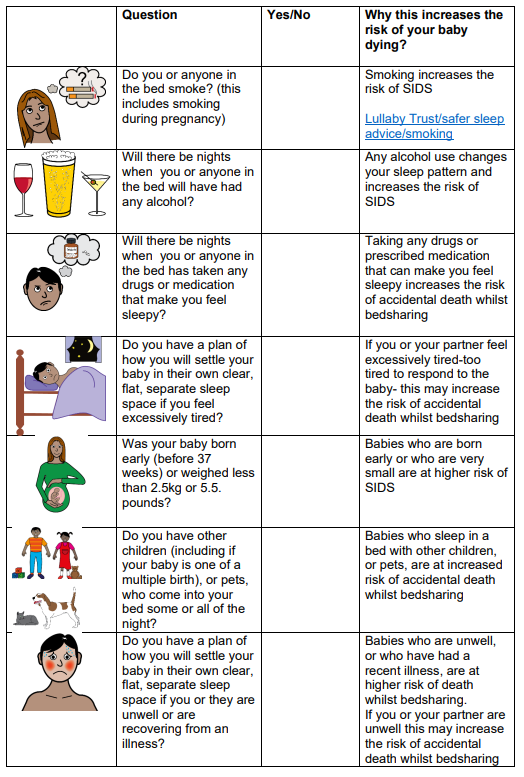 Question
Yes/No
Why this increases the
risk of your baby
dying?
Do you or anyone in
the bed smoke? (this
includes smoking
during pregnancy)
Smoking increases the
risk of SIDS
Lullaby Trust/safer sleep
advice/smoking
Will there be nights
when  you or anyone in
the bed will have had
any alcohol?
Any alcohol use changes
your sleep pattern and
increases the risk of
SIDS
Will there be nights
when  you or anyone in
the bed has taken any
drugs or medication
that make you feel
sleepy?
Taking any drugs or
prescribed medication
that can make you feel
sleepy increases the risk
of accidental death whilst
bedsharing
Do you have a plan of
how you will settle your
baby in their own clear,
flat, separate sleep
space if you feel
excessively tired?
If you or your partner feel
excessively tired-too
tired to respond to the
baby- this may increase
the risk of accidental
death whilst bedsharing
Was your baby born
early (before 37
weeks) or weighed less
than 2.5kg or 5.5.
pounds?
Babies who are born
early or who are very
small are at higher risk of
SIDS
Do you have other
children (including if
your baby is one of a
multiple birth), or pets,
who come into your
bed some or all of the
night?
Babies who sleep in a
bed with other children,
or pets, are at increased
risk of accidental death
whilst bedsharing
Do you have a plan of
how you will settle your
baby in their own clear,
flat, separate sleep
space if you or they are
unwell or are
recovering from an
illness?
Babies who are unwell,
or who have had a
recent illness, are at
higher risk of death
whilst bedsharing.
If you or your partner are
unwell this may increase
the risk of accidental
death whilst bedsharing